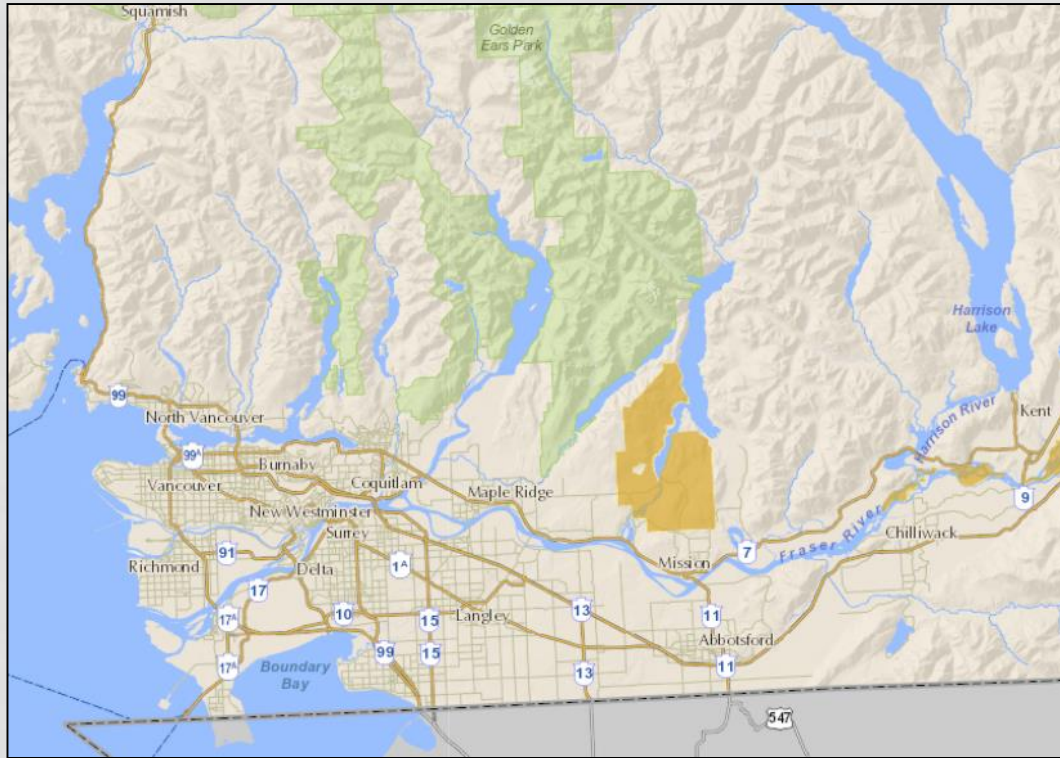 Squamish
Golden
Ears Park
Harrison
Lake
99
North Vancouver
Kent
Harrison River
99A
Burnaby
Vancouver
Coquitlam
Maple Ridge
9
New Westminster
Surrey
Fraser River
Chilliwack
91
Richmond
Delta
1A
Mission
7
17
17A
10
15
Langley
13
11
Abbotsford
99
15
17A
Boundary
Bay
13
11
547